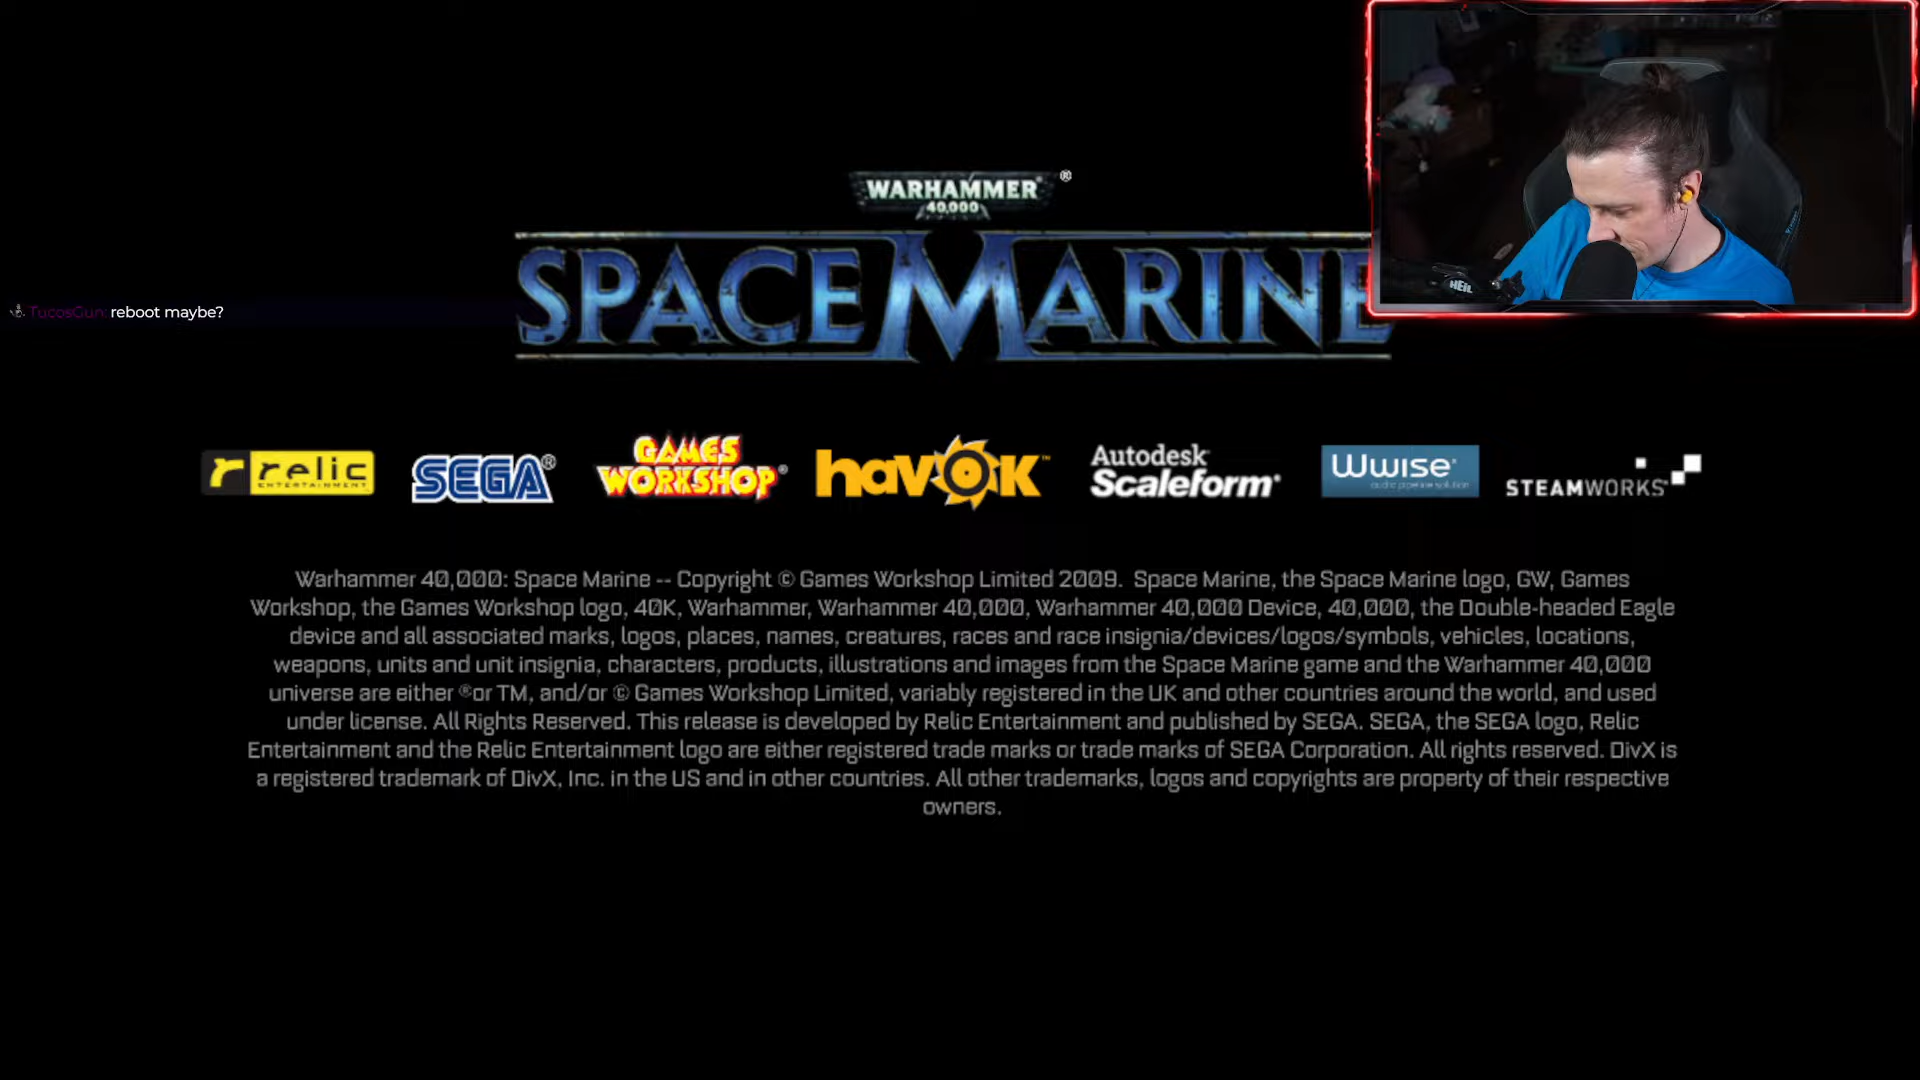 WARHAMMER®
40,000
SPACE MARINE
TucosGun: reboot maybe?
HEIL
r relic
ENTERTAINMENT
SEGA®
GAMES
WORKSHOP®
havok™
Autodesk®
Scaleform®
Wwise®
audio pipeline solution
STEAMWORKS™
Warhammer 40,000: Space Marine -- Copyright © Games Workshop Limited 2009. Space Marine, the Space Marine logo, GW, Games
Workshop, the Games Workshop logo, 40K, Warhammer, Warhammer 40,000, Warhammer 40,000 Device, 40,000, the Double-headed Eagle
device and all associated marks, logos, places, names, creatures, races and race insignia/devices/logos/symbols, vehicles, locations,
weapons, units and unit insignia, characters, products, illustrations and images from the Space Marine game and the Warhammer 40,000
universe are either ®or TM, and/or © Games Workshop Limited, variably registered in the UK and other countries around the world, and used
under license. All Rights Reserved. This release is developed by Relic Entertainment and published by SEGA. SEGA, the SEGA logo, Relic
Entertainment and the Relic Entertainment logo are either registered trade marks or trade marks of SEGA Corporation. All rights reserved. DivX is
a registered trademark of DivX, Inc. in the US and in other countries. All other trademarks, logos and copyrights are property of their respective
owners.